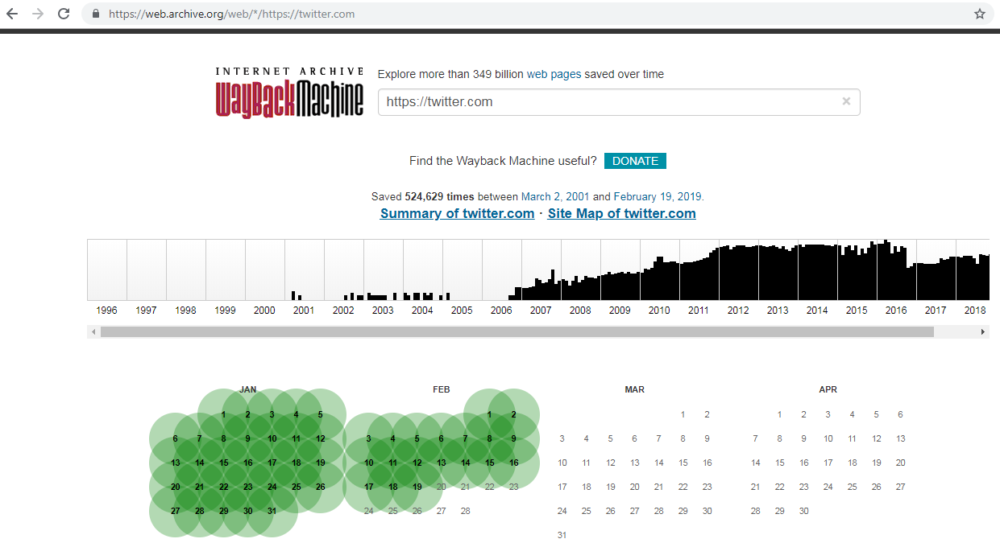 https://web.archive.org/web/*/https://twitter.com
INTERNET ARCHIVE
WayBackMachine
Explore more than 349 billion web pages saved over time
https://twitter.com ×
Find the Wayback Machine useful? DONATE
Saved 524,629 times between March 2, 2001 and February 19, 2019.
Summary of twitter.com · Site Map of twitter.com
1996 1997 1998 1999 2000 2001 2002 2003 2004 2005 2006 2007 2008 2009 2010 2011 2012 2013 2014 2015 2016 2017 2018
JAN
1 2 3 4 5
6 7 8 9 10 11 12
13 14 15 16 17 18 19
20 21 22 23 24 25 26
27 28 29 30 31
FEB
1 2
3 4 5 6 7 8 9
10 11 12 13 14 15 16
17 18 19 20 21 22 23
24 25 26 27 28
MAR
1 2
3 4 5 6 7 8 9
10 11 12 13 14 15 16
17 18 19 20 21 22 23
24 25 26 27 28 29 30
31
APR
1 2 3 4 5 6
7 8 9 10 11 12 13
14 15 16 17 18 19 20
21 22 23 24 25 26 27
28 29 30